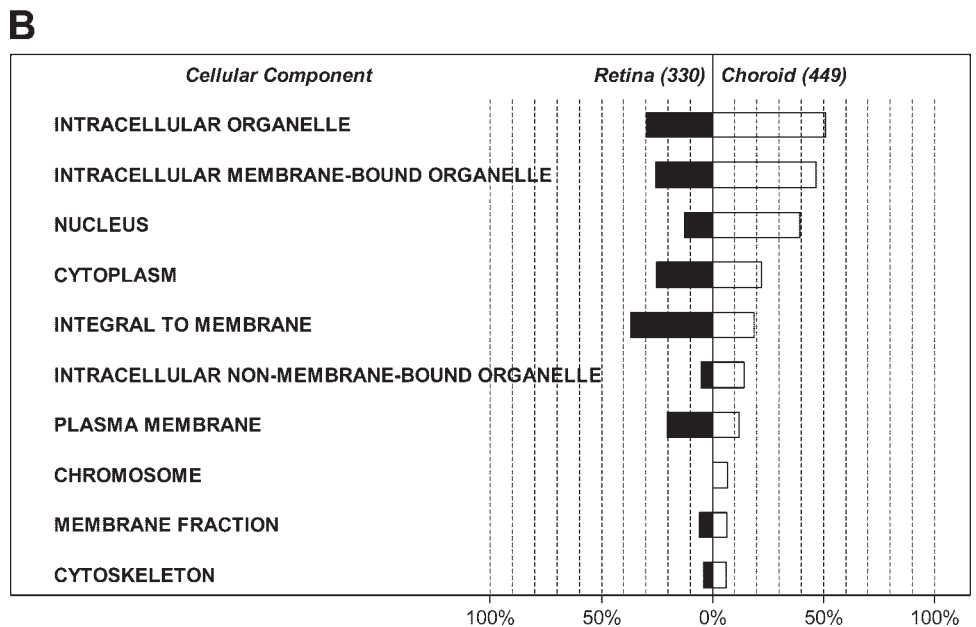 B
Cellular Component Retina (330) Choroid (449)
INTRACELLULAR ORGANELLE
INTRACELLULAR MEMBRANE-BOUND ORGANELLE
NUCLEUS
CYTOPLASM
INTEGRAL TO MEMBRANE
INTRACELLULAR NON-MEMBRANE-BOUND ORGANELLE
PLASMA MEMBRANE
CHROMOSOME
MEMBRANE FRACTION
CYTOSKELETON
100% 50% 0% 50% 100%